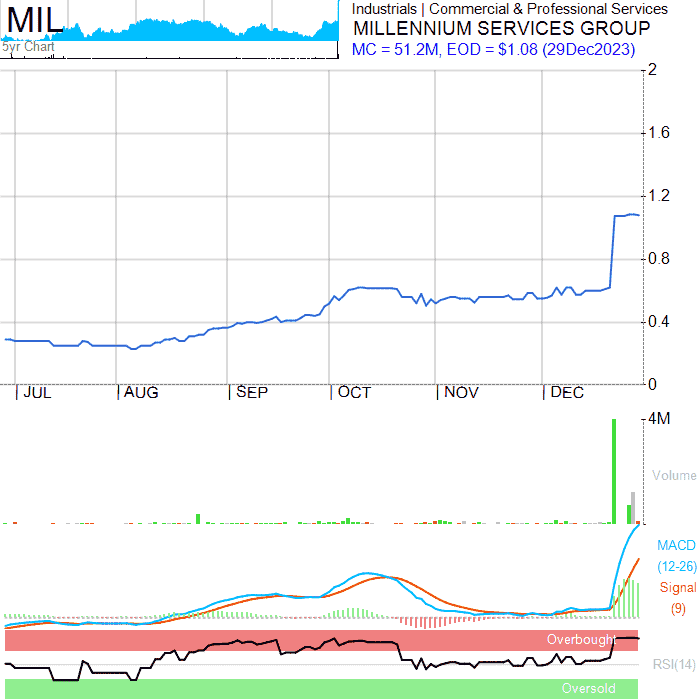 MIL
5yr Chart
Industrials | Commercial & Professional Services
MILLENNIUM SERVICES GROUP
MC = 51.2M, EOD = $1.08 (29Dec2023)
2
1.6
1.2
0.8
0.4
0
JUL AUG SEP OCT NOV DEC
4M
Volume
MACD
(12-26)
Signal
(9)
Overbought
RSI(14)
Oversold